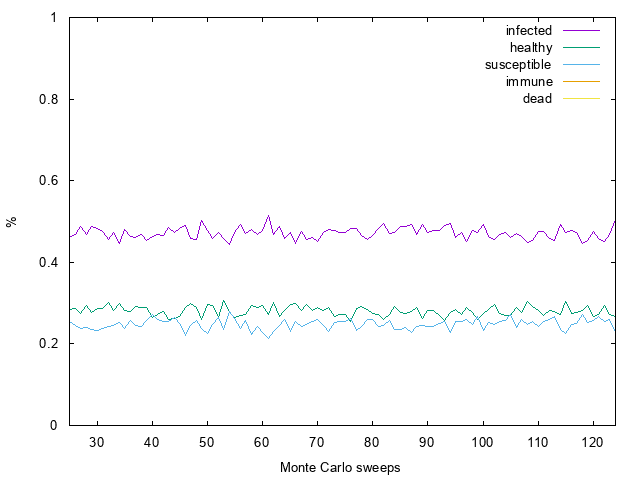 1
infected
healthy
susceptible
immune
dead
0.8
0.6
%
0.4
0.2
0
30 40 50 60 70 80 90 100 110 120
Monte Carlo sweeps